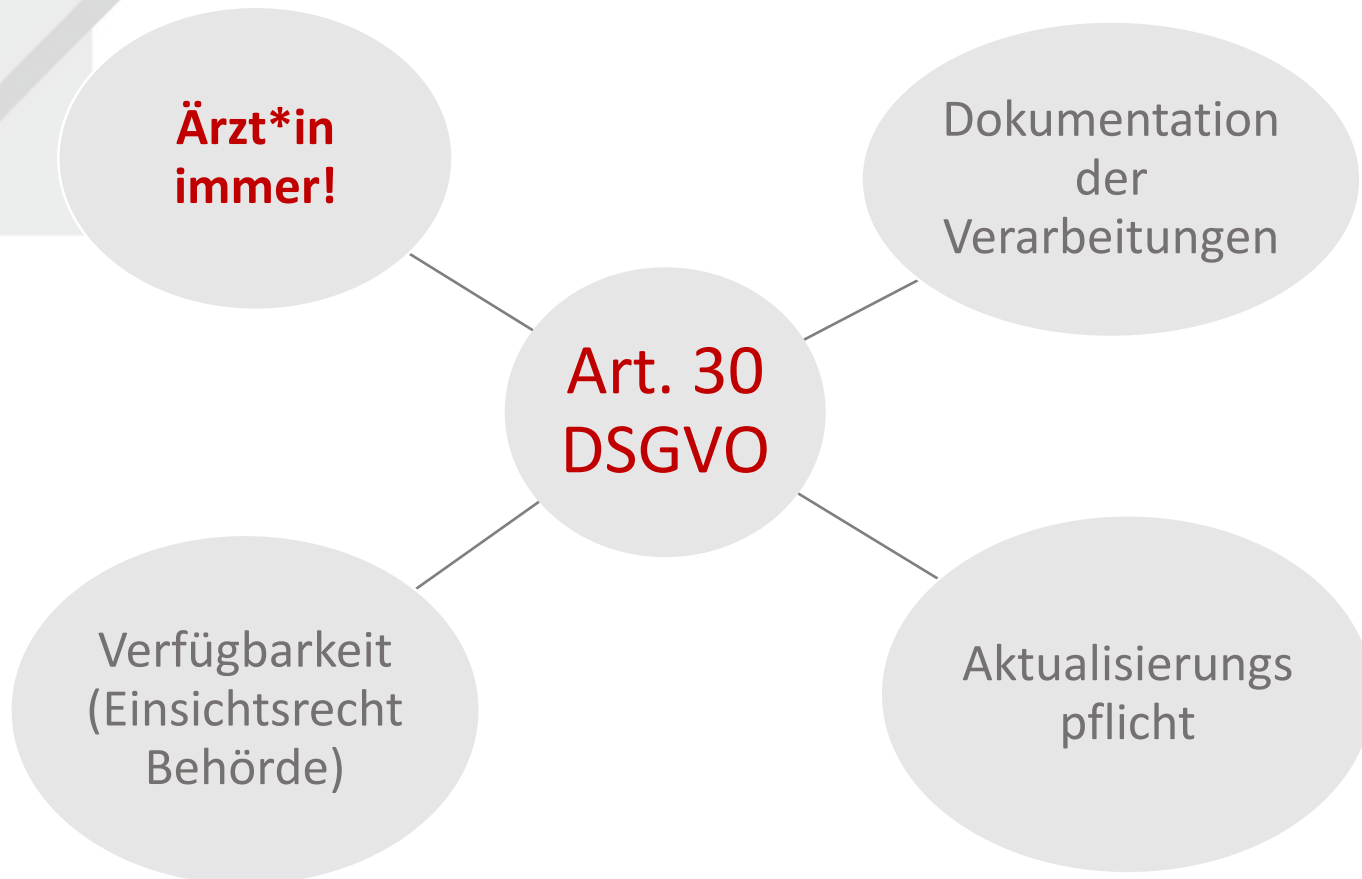 Ärzt*in
immer!
Dokumentation
der
Verarbeitungen
Art. 30
DSGVO
Verfügbarkeit
(Einsichtsrecht
Behörde)
Aktualisierungs
pflicht